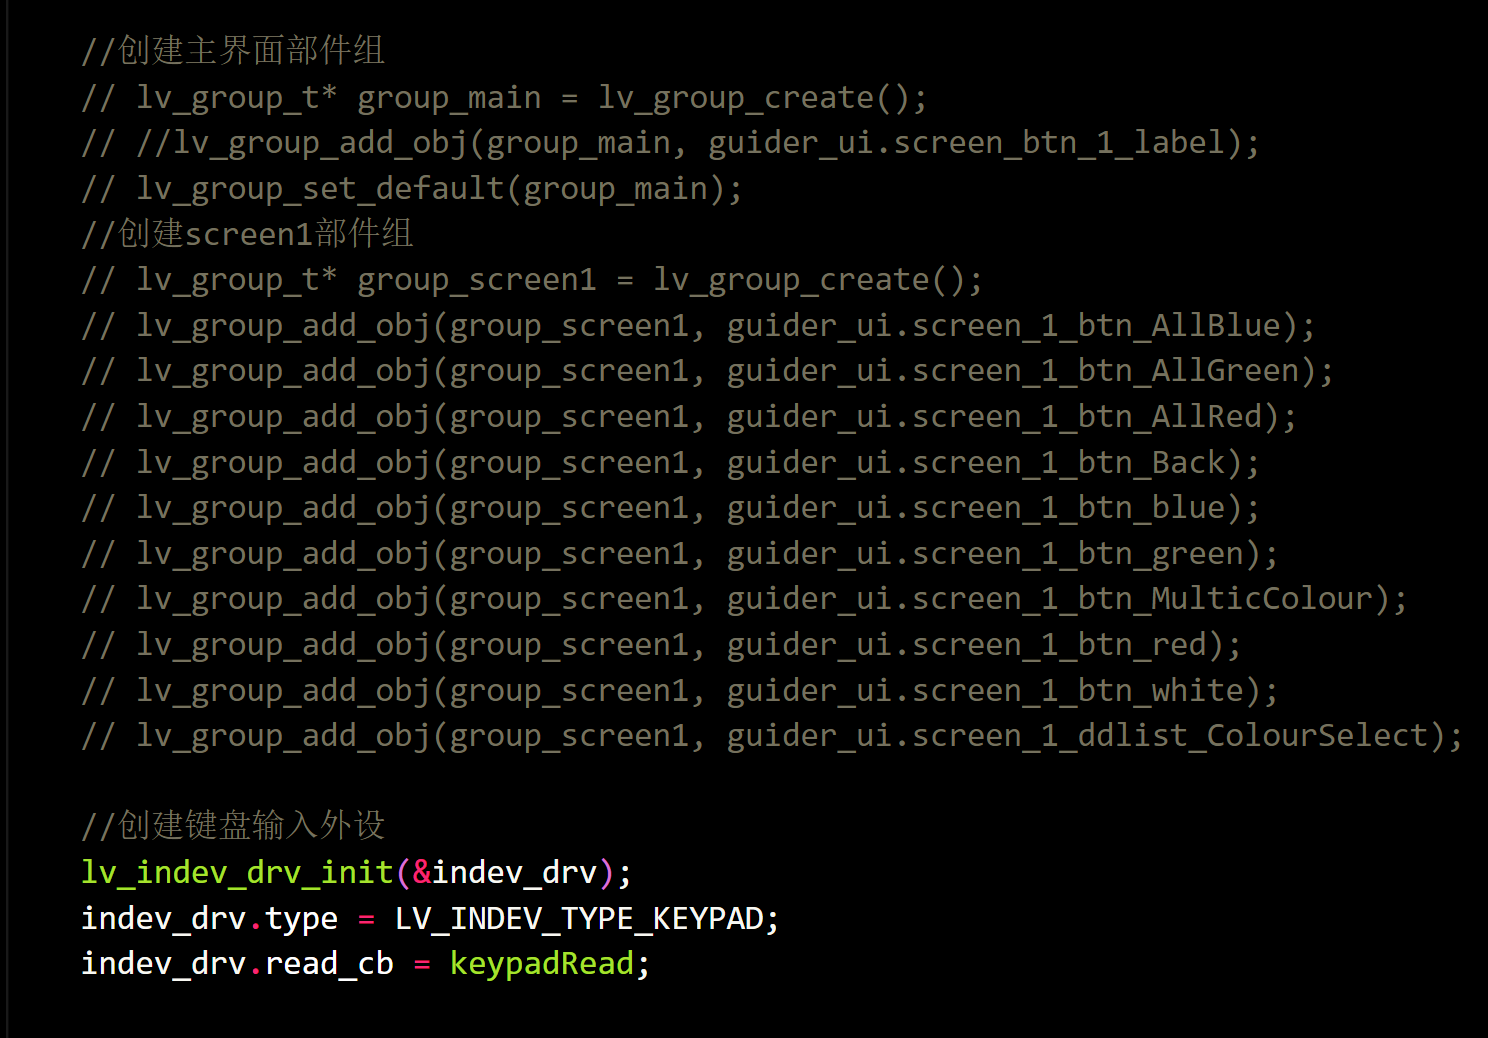 //创建主界面部件组
// lv_group_t* group_main = lv_group_create();
// //lv_group_add_obj(group_main, guider_ui.screen_btn_1_label);
// lv_group_set_default(group_main);
//创建screen1部件组
// lv_group_t* group_screen1 = lv_group_create();
// lv_group_add_obj(group_screen1, guider_ui.screen_1_btn_AllBlue);
// lv_group_add_obj(group_screen1, guider_ui.screen_1_btn_AllGreen);
// lv_group_add_obj(group_screen1, guider_ui.screen_1_btn_AllRed);
// lv_group_add_obj(group_screen1, guider_ui.screen_1_btn_Back);
// lv_group_add_obj(group_screen1, guider_ui.screen_1_btn_blue);
// lv_group_add_obj(group_screen1, guider_ui.screen_1_btn_green);
// lv_group_add_obj(group_screen1, guider_ui.screen_1_btn_MulticColour);
// lv_group_add_obj(group_screen1, guider_ui.screen_1_btn_red);
// lv_group_add_obj(group_screen1, guider_ui.screen_1_btn_white);
// lv_group_add_obj(group_screen1, guider_ui.screen_1_ddlist_ColourSelect);
//创建键盘输入外设
lv_indev_drv_init(&indev_drv);
indev_drv.type = LV_INDEV_TYPE_KEYPAD;
indev_drv.read_cb = keypadRead;